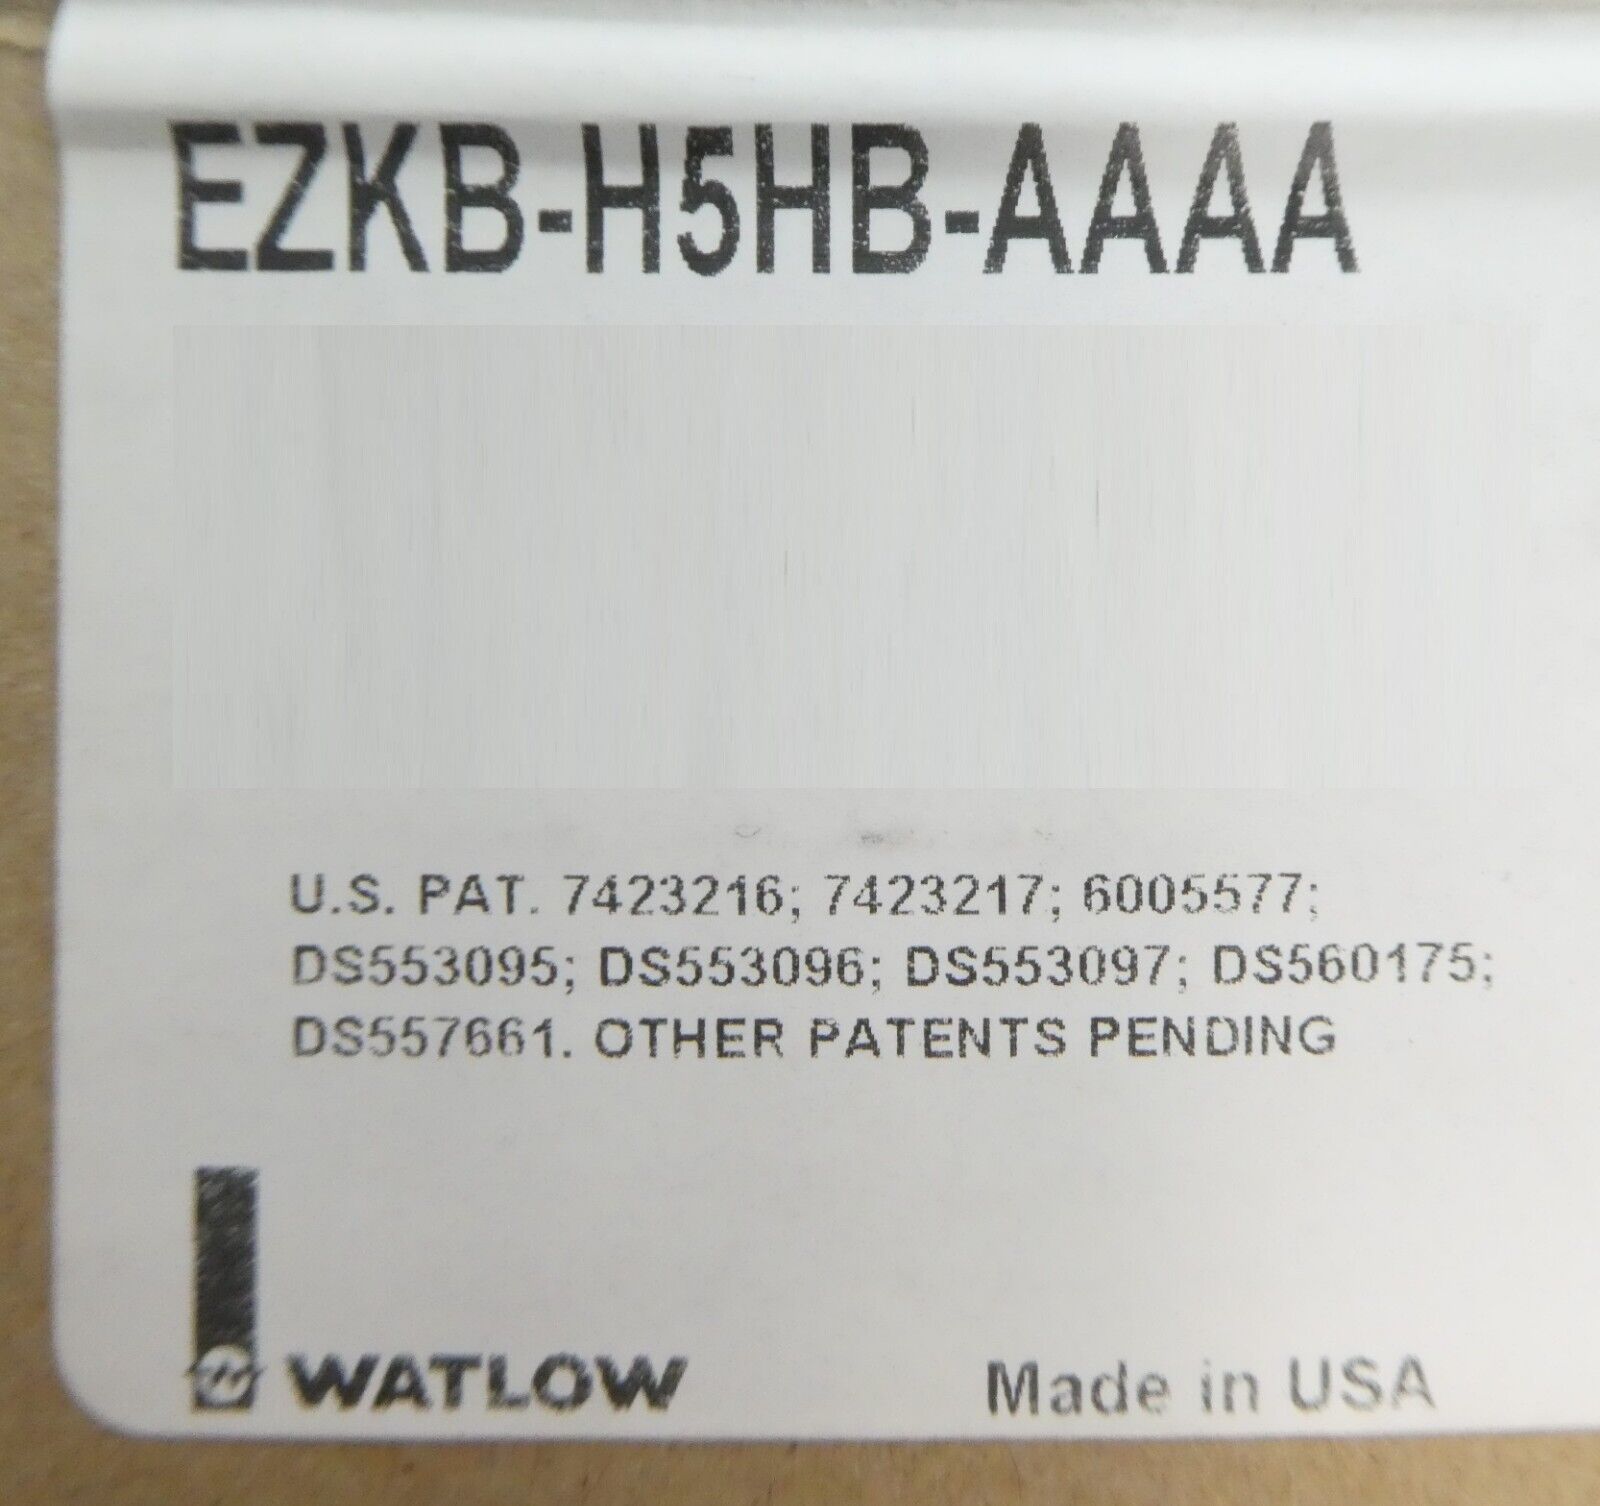 EZKB-H5HB-AAAA
U.S. PAT. 7423216; 7423217; 6005577;
DS553095; DS553096; DS553097; DS560175;
DS557661. OTHER PATENTS PENDING
WATLOW
Made in USA